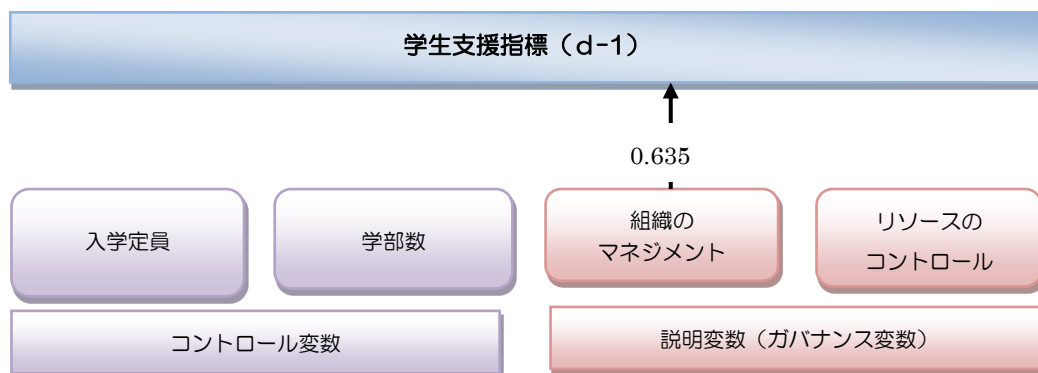 学生支援指標（d-1）
0.635
入学定員
学部数
組織の
マネジメント
リソースの
コントロール
コントロール変数
説明変数（ガバナンス変数）